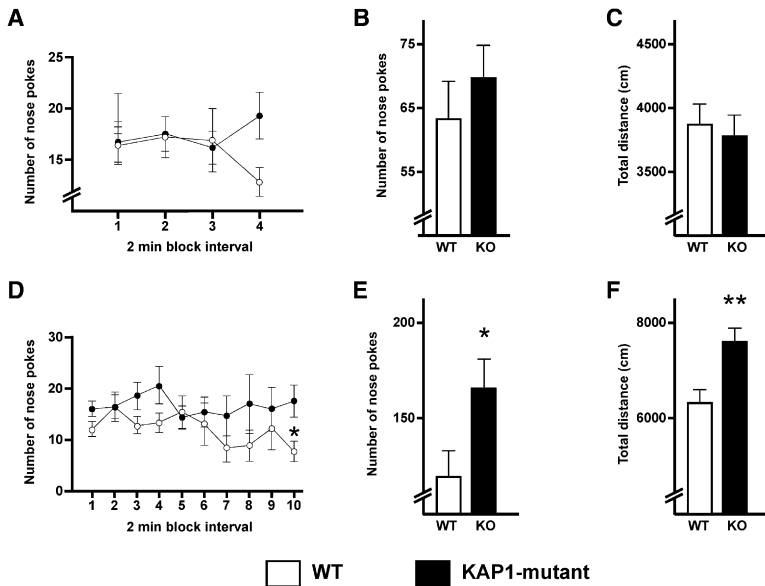 A
Number of nose pokes
25
20
15
1 2 3 4
2 min block interval
B
Number of nose pokes
75
65
55
WT KO
C
Total distance (cm)
4500
4000
3500
WT KO
D
Number of nose pokes
30
20
10
0
*
1 2 3 4 5 6 7 8 9 10
2 min block interval
E
Number of nose pokes
200
150
*
WT KO
F
Total distance (cm)
8000
6000
**
WT KO
WT KAP1-mutant